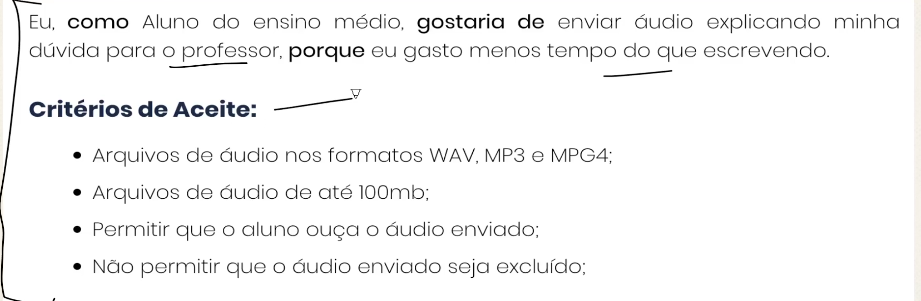 Eu, como Aluno do ensino médio, gostaria de enviar áudio explicando minha
dúvida para o professor, porque eu gasto menos tempo do que escrevendo.
Critérios de Aceite:
• Arquivos de áudio nos formatos WAV, MP3 e MPG4;
• Arquivos de áudio de até 100mb;
• Permitir que o aluno ouça o áudio enviado;
• Não permitir que o áudio enviado seja excluído;